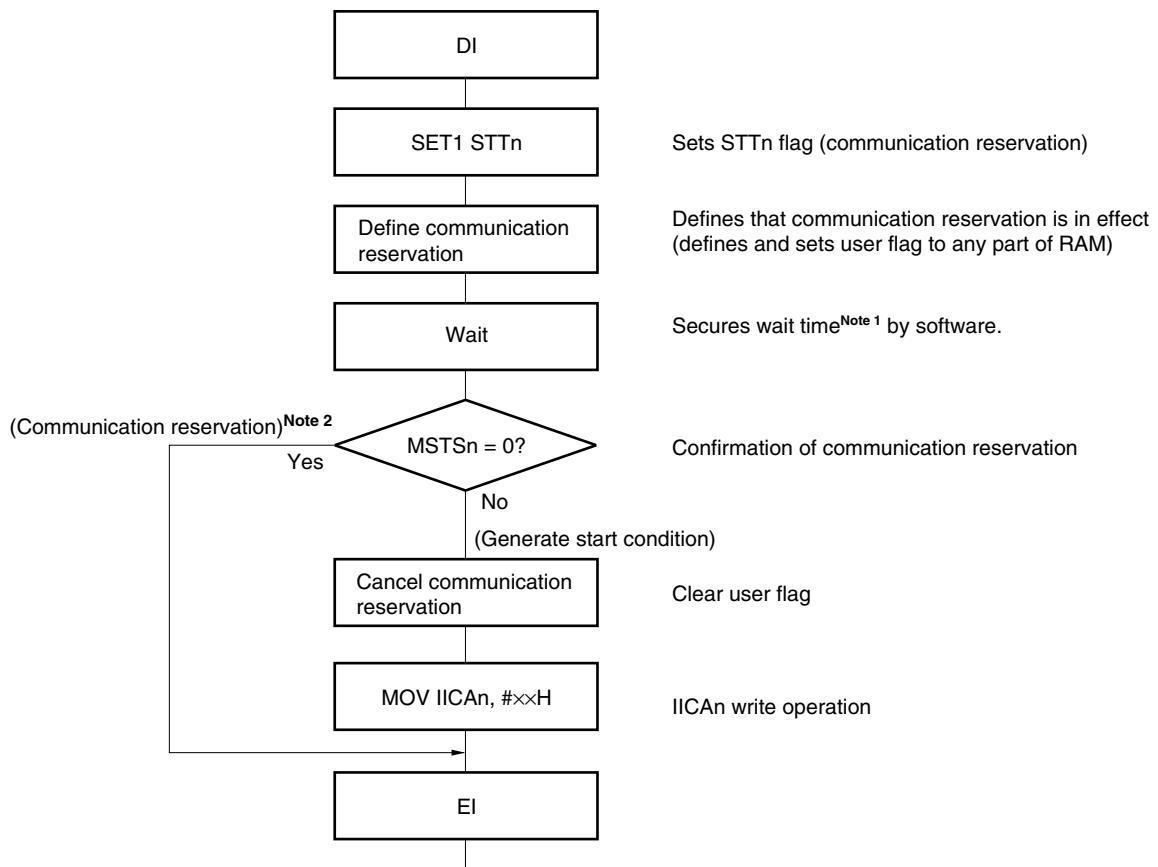 DI
SET1 STTn
Sets STTn flag (communication reservation)
Define communication
reservation
Defines that communication reservation is in effect
(defines and sets user flag to any part of RAM)
Wait
Secures wait time Note 1 by software.
(Communication reservation) Note 2
Yes
MSTSn = 0?
Confirmation of communication reservation
No
(Generate start condition)
Cancel communication
reservation
Clear user flag
MOV IICAn, #××H
IICAn write operation
EI